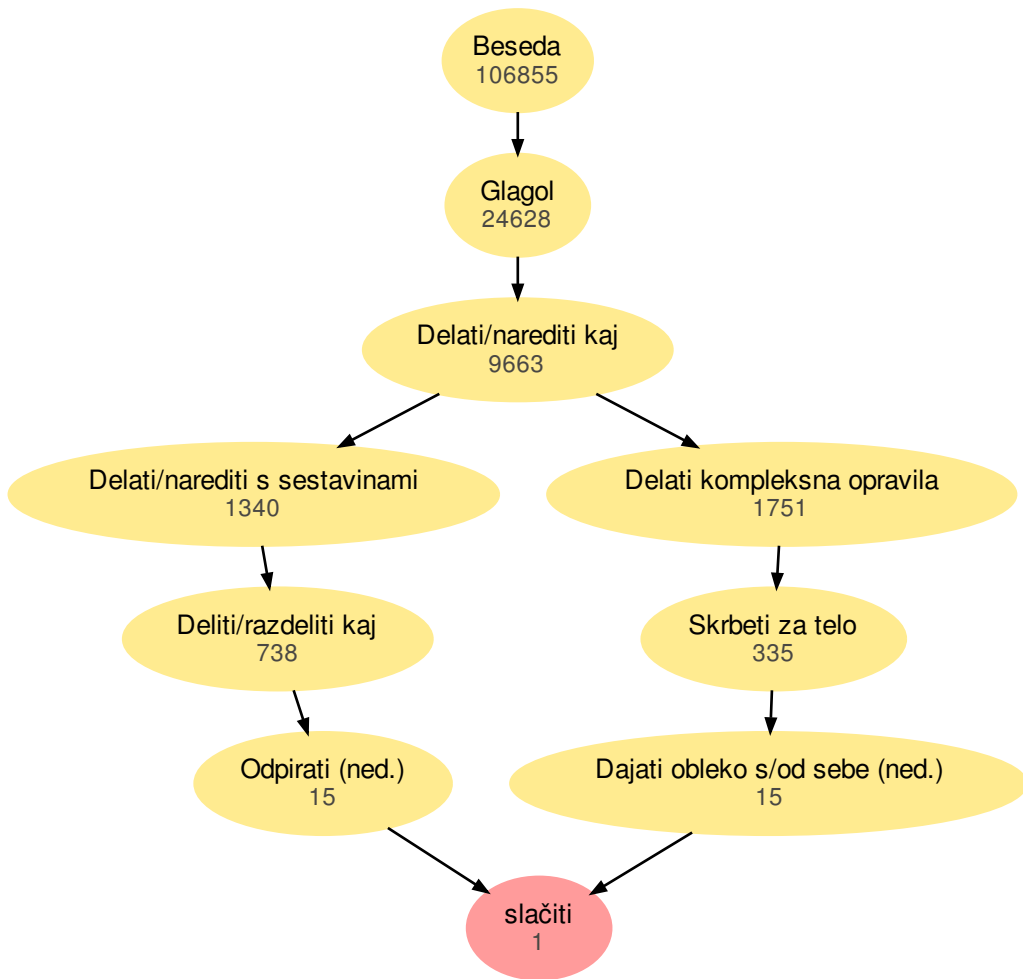 Beseda
106855
Glagol
24628
Delati/narediti kaj
9663
Delati/narediti s sestavinami
1340
Delati kompleksna opravila
1751
Deliti/razdeliti kaj
738
Skrbeti za telo
335
Odpirati (ned.)
15
Dajati obleko s/od sebe (ned.)
15
slačiti
1